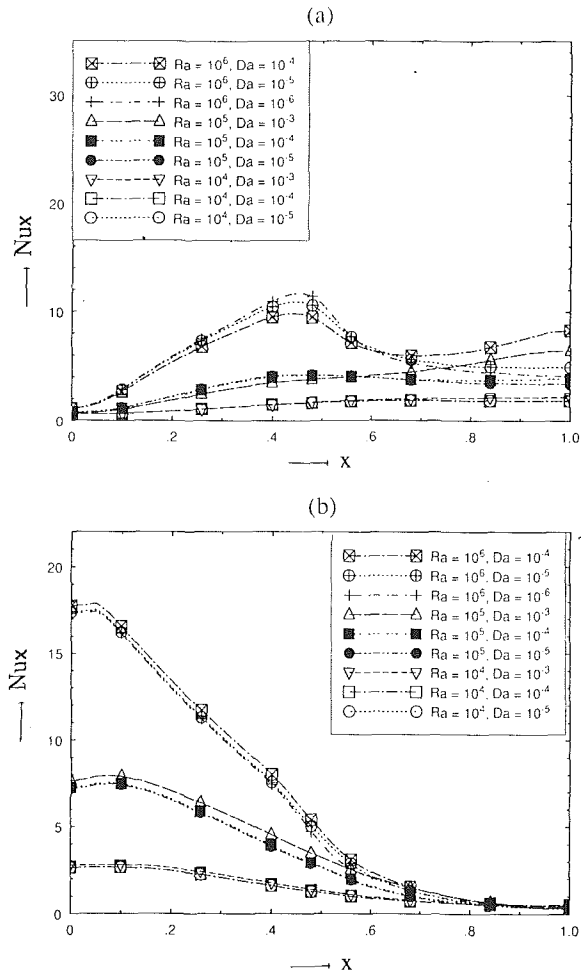 (a)
30
20
10
0
Nux
Ra = 10⁶, Da = 10⁻⁴
Ra = 10⁶, Da = 10⁻⁵
Ra = 10⁶, Da = 10⁻⁶
Ra = 10⁵, Da = 10⁻³
Ra = 10⁵, Da = 10⁻⁴
Ra = 10⁵, Da = 10⁻⁵
Ra = 10⁴, Da = 10⁻³
Ra = 10⁴, Da = 10⁻⁴
Ra = 10⁴, Da = 10⁻⁵
0 .2 .4 .6 .8 1.0
x
(b)
20
15
10
5
0
Nux
Ra = 10⁶, Da = 10⁻⁴
Ra = 10⁶, Da = 10⁻⁵
Ra = 10⁶, Da = 10⁻⁶
Ra = 10⁵, Da = 10⁻³
Ra = 10⁵, Da = 10⁻⁴
Ra = 10⁵, Da = 10⁻⁵
Ra = 10⁴, Da = 10⁻³
Ra = 10⁴, Da = 10⁻⁴
Ra = 10⁴, Da = 10⁻⁵
0 .2 .4 .6 .8 1.0
x